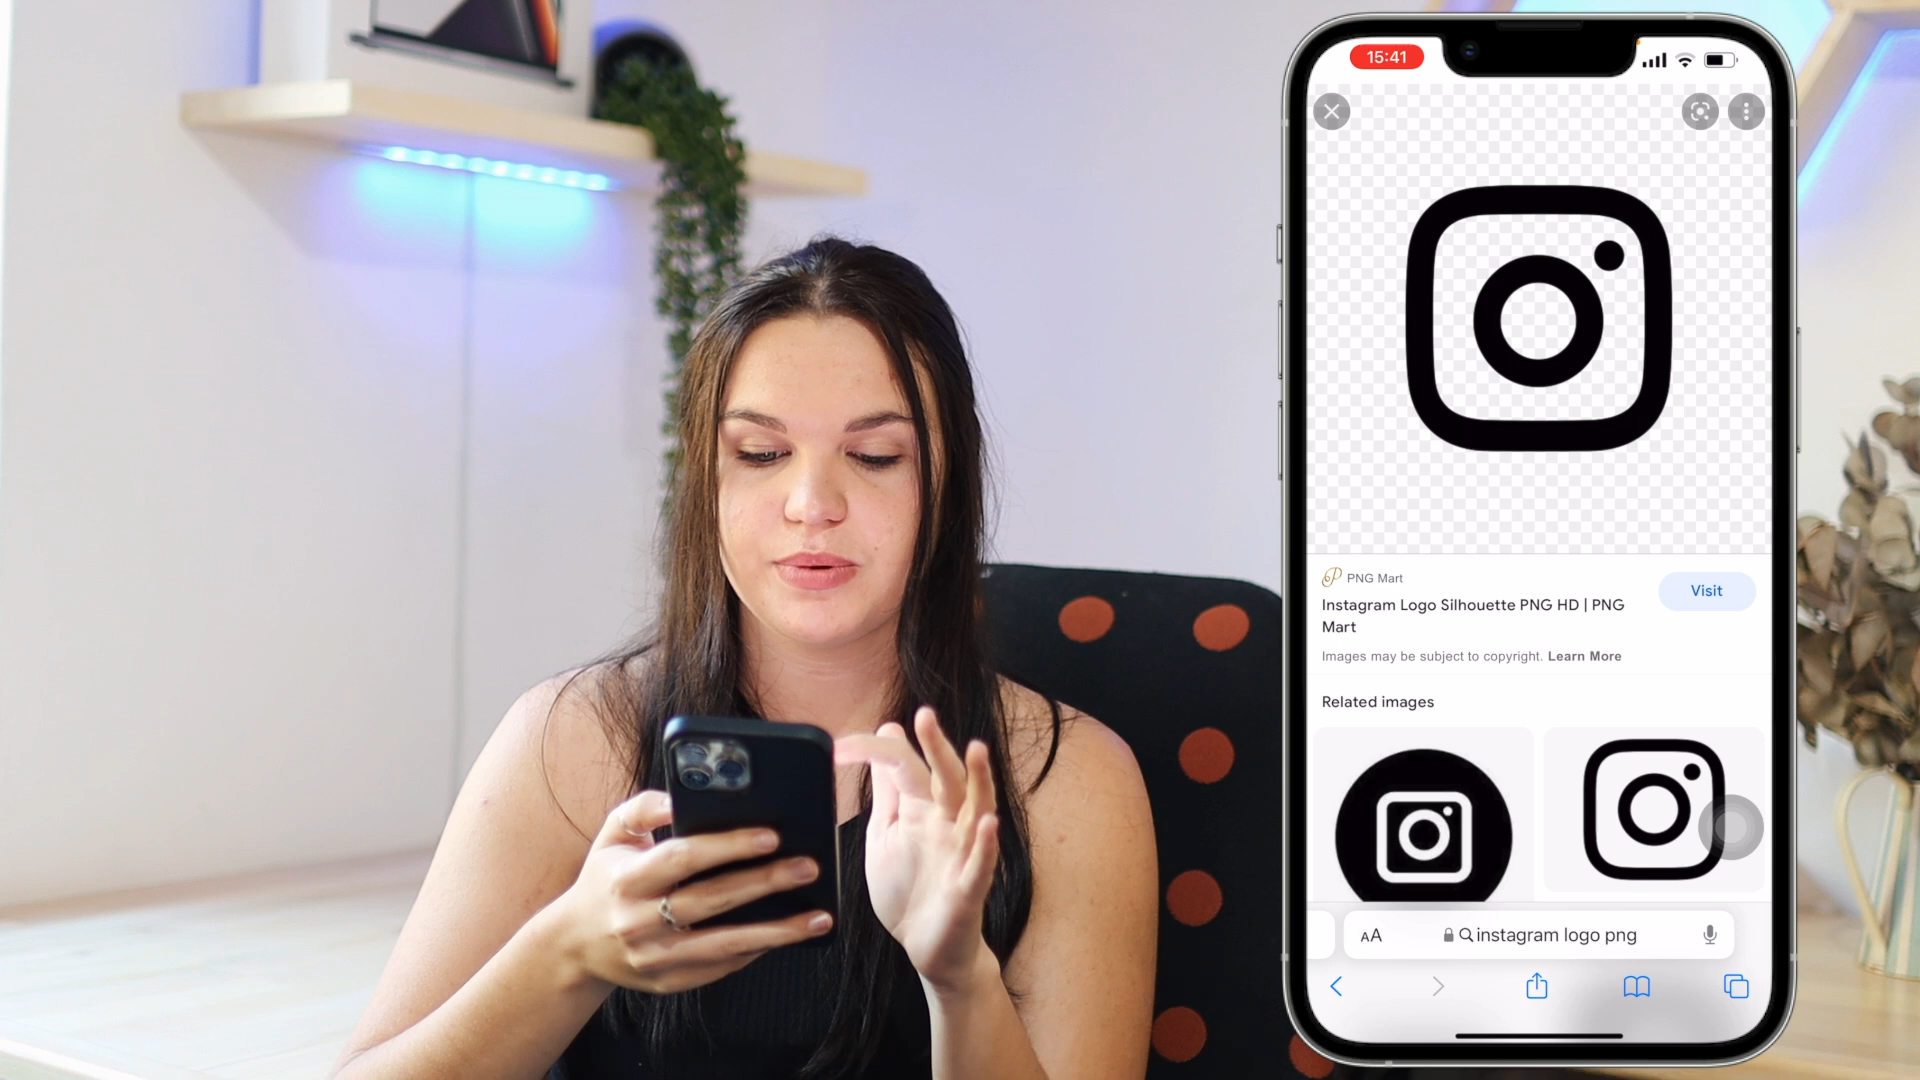 15:41
PNG Mart
Visit
Instagram Logo Silhouette PNG HD | PNG
Mart
Images may be subject to copyright. Learn More
Related images
AA
instagram logo png